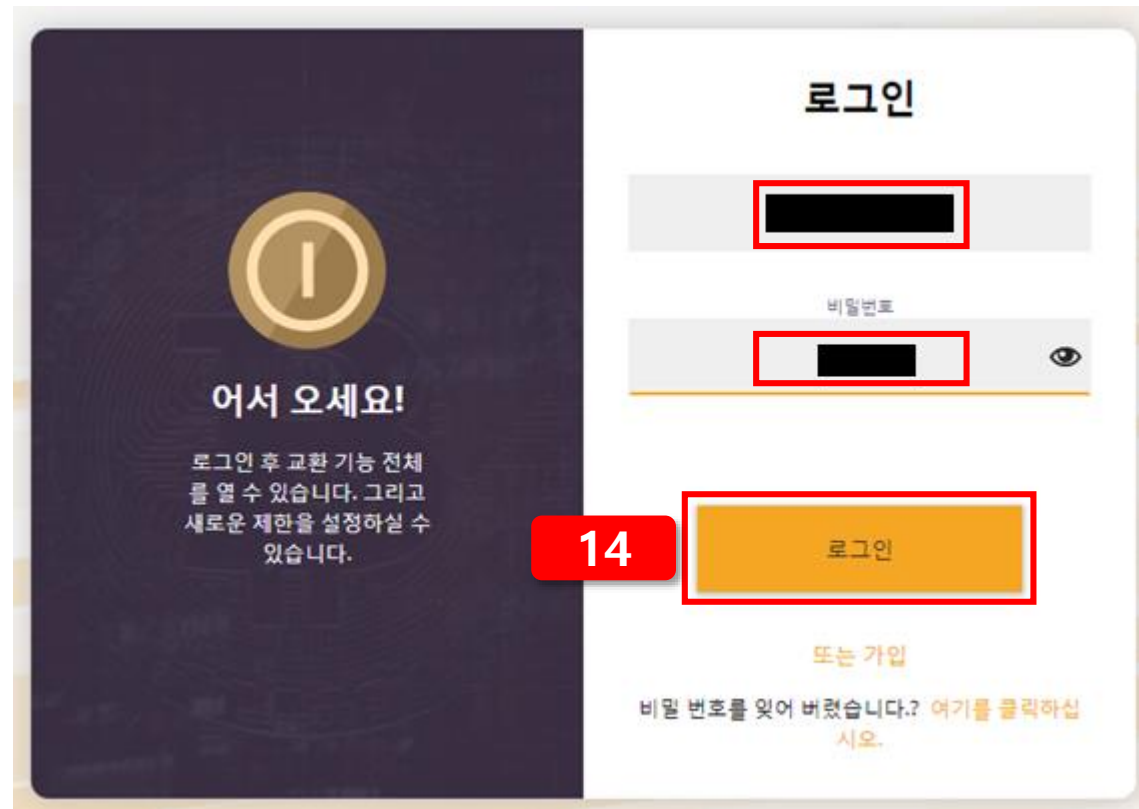 로그인
비밀번호
어서 오세요!
로그인 후 교환 기능 전체
를 열 수 있습니다. 그리고
새로운 제한을 설정하실 수
있습니다.
14
로그인
또는 가입
비밀 번호를 잊어 버렸습니다.? 여기를 클릭하십
시오.